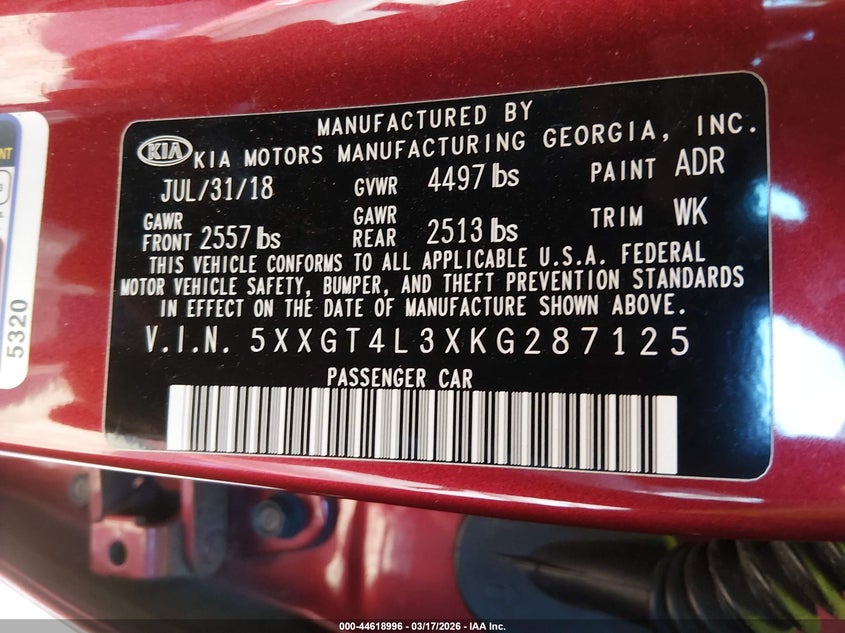 MANUFACTURED BY
KIA KIA MOTORS MANUFACTURING GEORGIA, INC.
JUL/31/18 GVWR 4497 lbs PAINT ADR
GAWR FRONT 2557 lbs GAWR REAR 2513 lbs TRIM WK
THIS VEHICLE CONFORMS TO ALL APPLICABLE U.S.A. FEDERAL
MOTOR VEHICLE SAFETY, BUMPER, AND THEFT PREVENTION STANDARDS
IN EFFECT ON THE DATE OF MANUFACTURE SHOWN ABOVE.
V.I.N. 5XXGT4L3XKG287125
PASSENGER CAR
5320
000-44618996 - 03/17/2026 - IAA Inc.